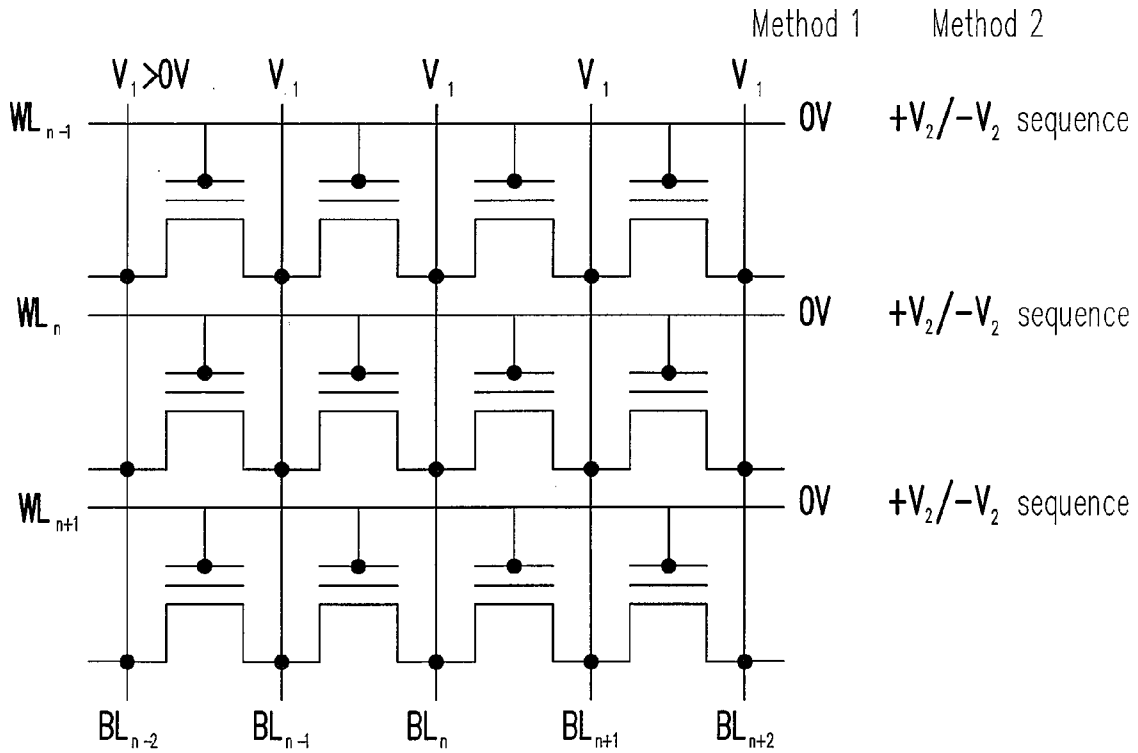 Method 1 Method 2
V₁>0V V₁ V₁ V₁ V₁
WLₙ₋₁ 0V +V₂/-V₂ sequence
WLₙ 0V +V₂/-V₂ sequence
WLₙ₊₁ 0V +V₂/-V₂ sequence
BLₙ₋₂ BLₙ₋₁ BLₙ BLₙ₊₁ BLₙ₊₂